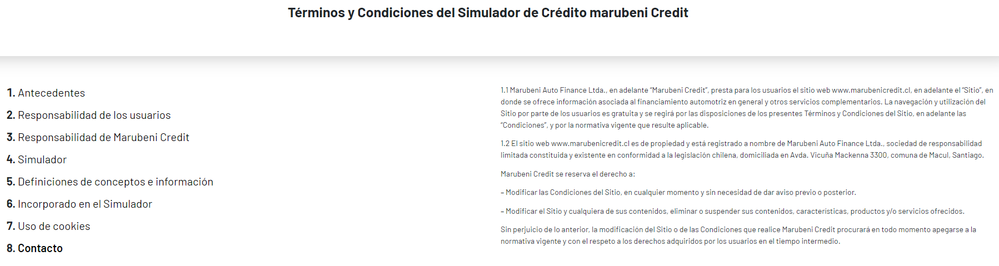 Términos y Condiciones del Simulador de Crédito marubeni Credit
1. Antecedentes
2. Responsabilidad de los usuarios
3. Responsabilidad de Marubeni Credit
4. Simulador
5. Definiciones de conceptos e información
6. Incorporado en el Simulador
7. Uso de cookies
8. Contacto
1.1 Marubeni Auto Finance Ltda., en adelante “Marubeni Credit”, presta para los usuarios el sitio web www.marubenicredit.cl, en adelante el “Sitio”, en
donde se ofrece información asociada al financiamiento automotriz en general y otros servicios complementarios. La navegación y utilización del
Sitio por parte de los usuarios es gratuita y se regirá por las disposiciones de los presentes Términos y Condiciones del Sitio, en adelante las
“Condiciones”, y por la normativa vigente que resulte aplicable.
1.2 El sitio web www.marubenicredit.cl es de propiedad y está registrado a nombre de Marubeni Auto Finance Ltda., sociedad de responsabilidad
limitada constituida y existente en conformidad a la legislación chilena, domiciliada en Avda. Vicuña Mackenna 3300, comuna de Macul, Santiago.
Marubeni Credit se reserva el derecho a:
– Modificar las Condiciones del Sitio, en cualquier momento y sin necesidad de dar aviso previo o posterior.
– Modificar el Sitio y cualquiera de sus contenidos, eliminar o suspender sus contenidos, características, productos y/o servicios ofrecidos.
Sin perjuicio de lo anterior, la modificación del Sitio o de las Condiciones que realice Marubeni Credit procurará en todo momento apegarse a la
normativa vigente y con el respeto a los derechos adquiridos por los usuarios en el tiempo intermedio.